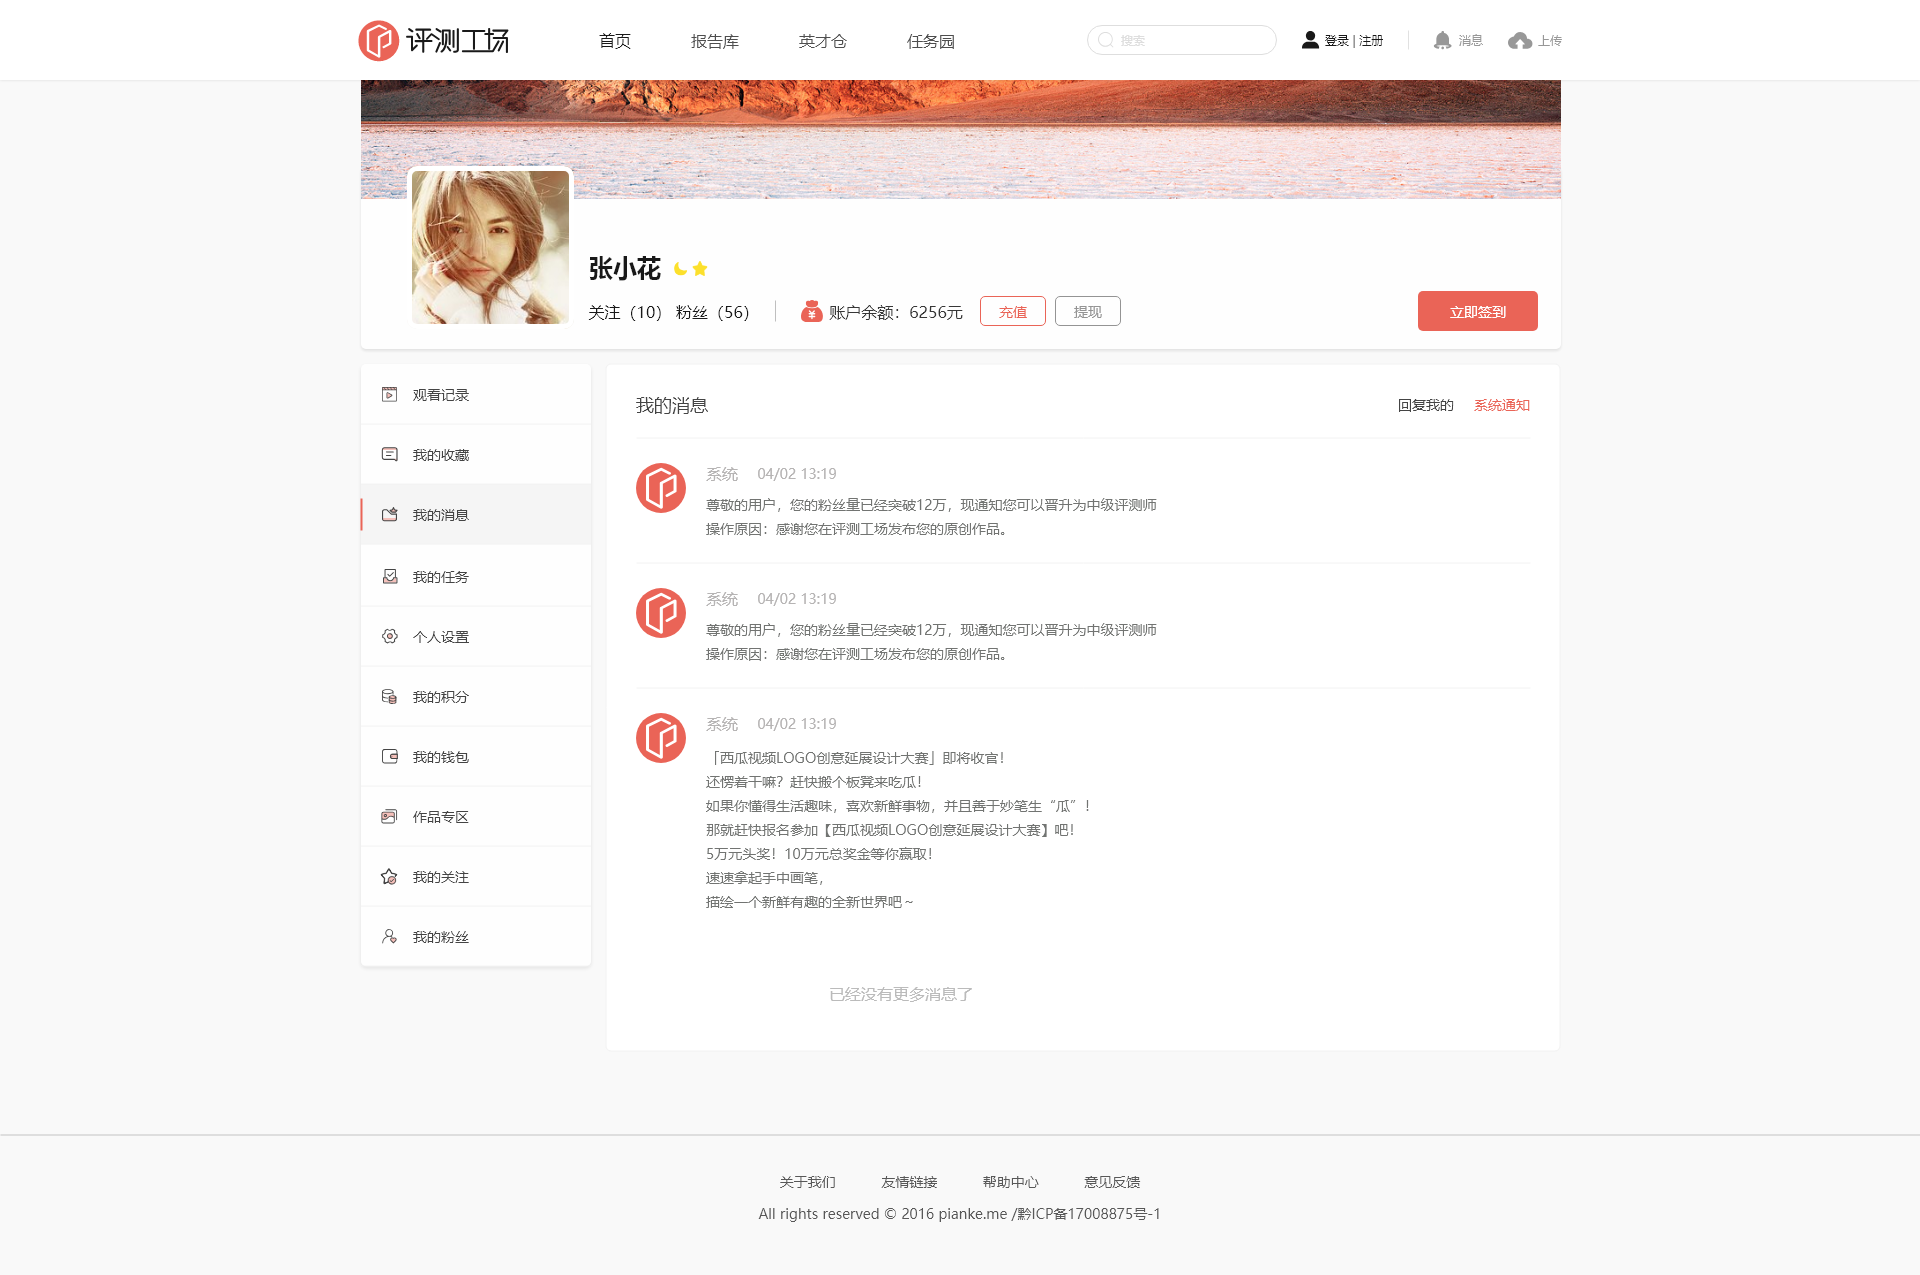 评测工场
首页
报告库
英才仓
任务园
搜索
登录 | 注册
消息
上传
张小花
关注（10） 粉丝（56）
账户余额：6256元
充值
提现
立即签到
观看记录
我的收藏
我的消息
我的任务
个人设置
我的积分
我的钱包
作品专区
我的关注
我的粉丝
我的消息
回复我的
系统通知
系统 04/02 13:19
尊敬的用户，您的粉丝量已经突破12万，现通知您可以晋升为中级评测师
操作原因：感谢您在评测工场发布您的原创作品。
系统 04/02 13:19
尊敬的用户，您的粉丝量已经突破12万，现通知您可以晋升为中级评测师
操作原因：感谢您在评测工场发布您的原创作品。
系统 04/02 13:19
「西瓜视频LOGO创意延展设计大赛」即将收官！
还愣着干嘛？赶快搬个板凳来吃瓜！
如果你懂得生活趣味，喜欢新鲜事物，并且善于妙笔生“瓜”！
那就赶快报名参加【西瓜视频LOGO创意延展设计大赛】吧！
5万元头奖！10万元总奖金等你赢取！
速速拿起手中画笔，
描绘一个新鲜有趣的全新世界吧～
已经没有更多消息了
关于我们
友情链接
帮助中心
意见反馈
All rights reserved © 2016 pianke.me /黔ICP备17008875号-1